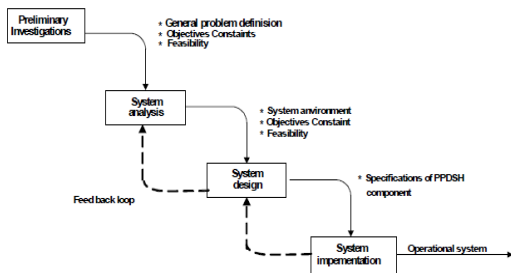 Preliminary
Investigations
* General problem definision
* Objectives Constaints
* Feasibility
System
analysis
* System anvironment
* Objectives Constraint
* Feasibility
System
design
* Specifications of PPDSH
component
Feed back loop
System
impementation
Operational system